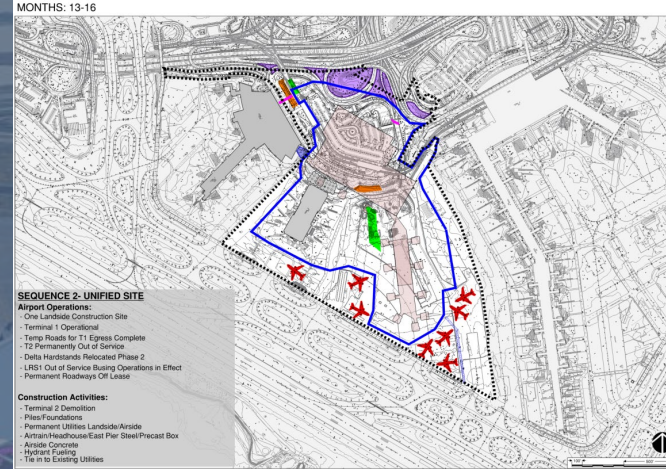 MONTHS: 13-16
SEQUENCE 2- UNIFIED SITE
Airport Operations:
- One Landside Construction Site
- Terminal 1 Operational
- Temp Roads for T1 Egress Complete
- T2 Permanently Out of Service
- Delta Hardstands Relocated Phase 2
- LRS1 Out of Service Busing Operations in Effect
- Permanent Roadways Off Lease
Construction Activities:
- Terminal 2 Demolition
- Piles/Foundations
- Permanent Utilities Landside/Airside
- Airtrain/Headhouse/East Pier Steel/Precast Box
- Airside Concrete
- Hydrant Fueling
- Tie in to Existing Utilities